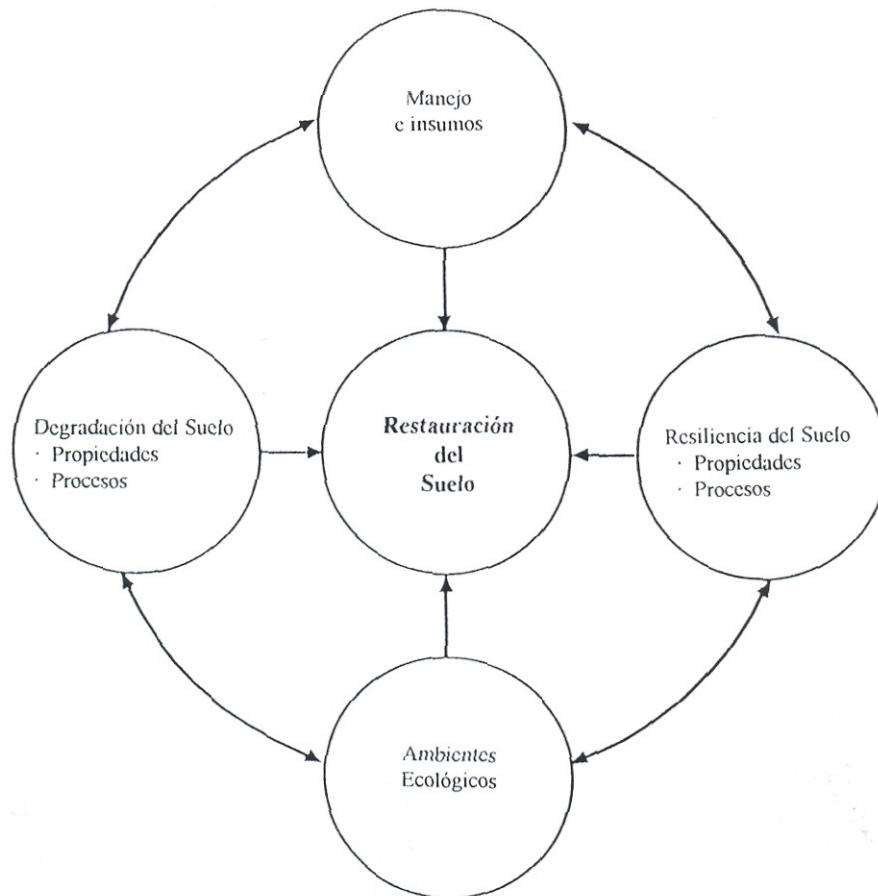 Manejo
e insumos
Degradación del Suelo
· Propiedades
· Procesos
Restauración
del
Suelo
Resiliencia del Suelo
· Propiedades
· Procesos
Ambientes
Ecológicos